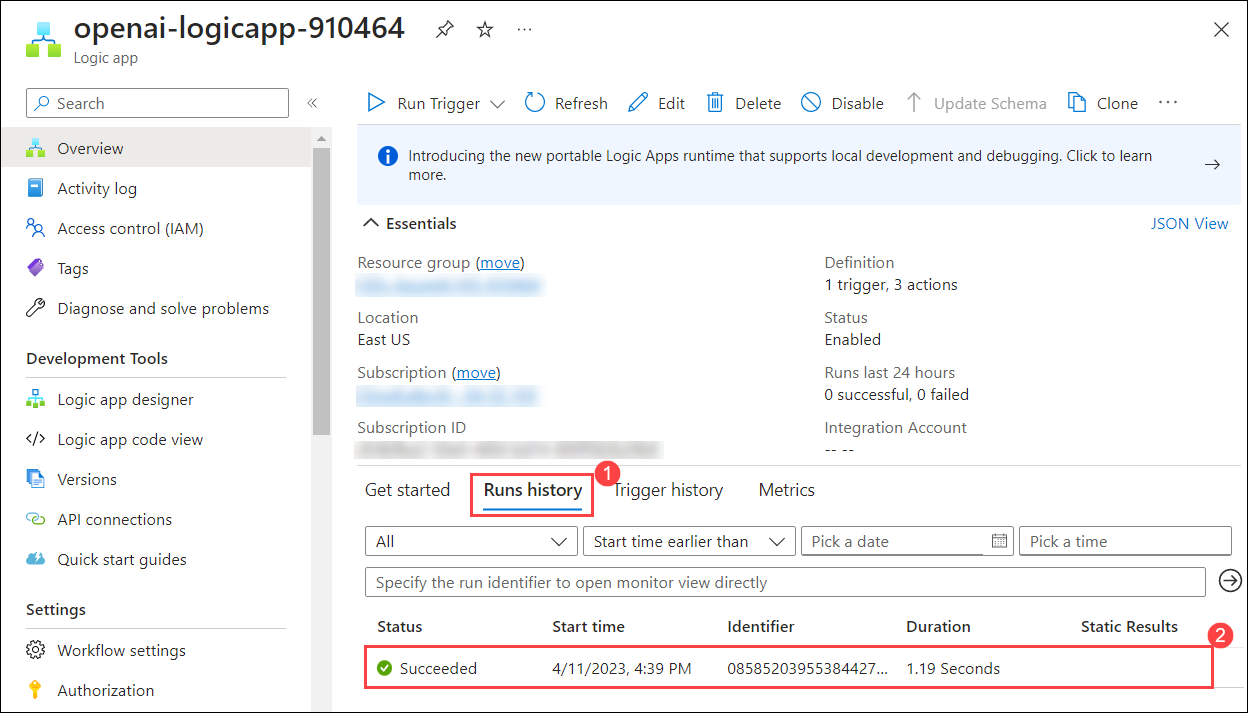 openai-logicapp-910464
Logic app
Search
«
Overview
Activity log
Access control (IAM)
Tags
Diagnose and solve problems
Development Tools
Logic app designer
Logic app code view
Versions
API connections
Quick start guides
Settings
Workflow settings
Authorization
Run Trigger Refresh Edit Delete Disable Update Schema Clone ...
Introducing the new portable Logic Apps runtime that supports local development and debugging. Click to learn
more.
Essentials JSON View
Resource group (move)
Location
East US
Subscription (move)
Subscription ID
Definition
1 trigger, 3 actions
Status
Enabled
Runs last 24 hours
0 successful, 0 failed
Integration Account
-- --
Get started Runs history 1 Trigger history Metrics
All Start time earlier than Pick a date Pick a time
Specify the run identifier to open monitor view directly
Status Start time Identifier Duration Static Results 2
Succeeded 4/11/2023, 4:39 PM 08585203955384427... 1.19 Seconds